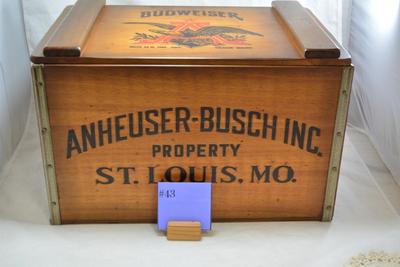 BUDWEISER
ANHEUSER-BUSCH INC.
PROPERTY
ST. LOUIS, MO.
#43